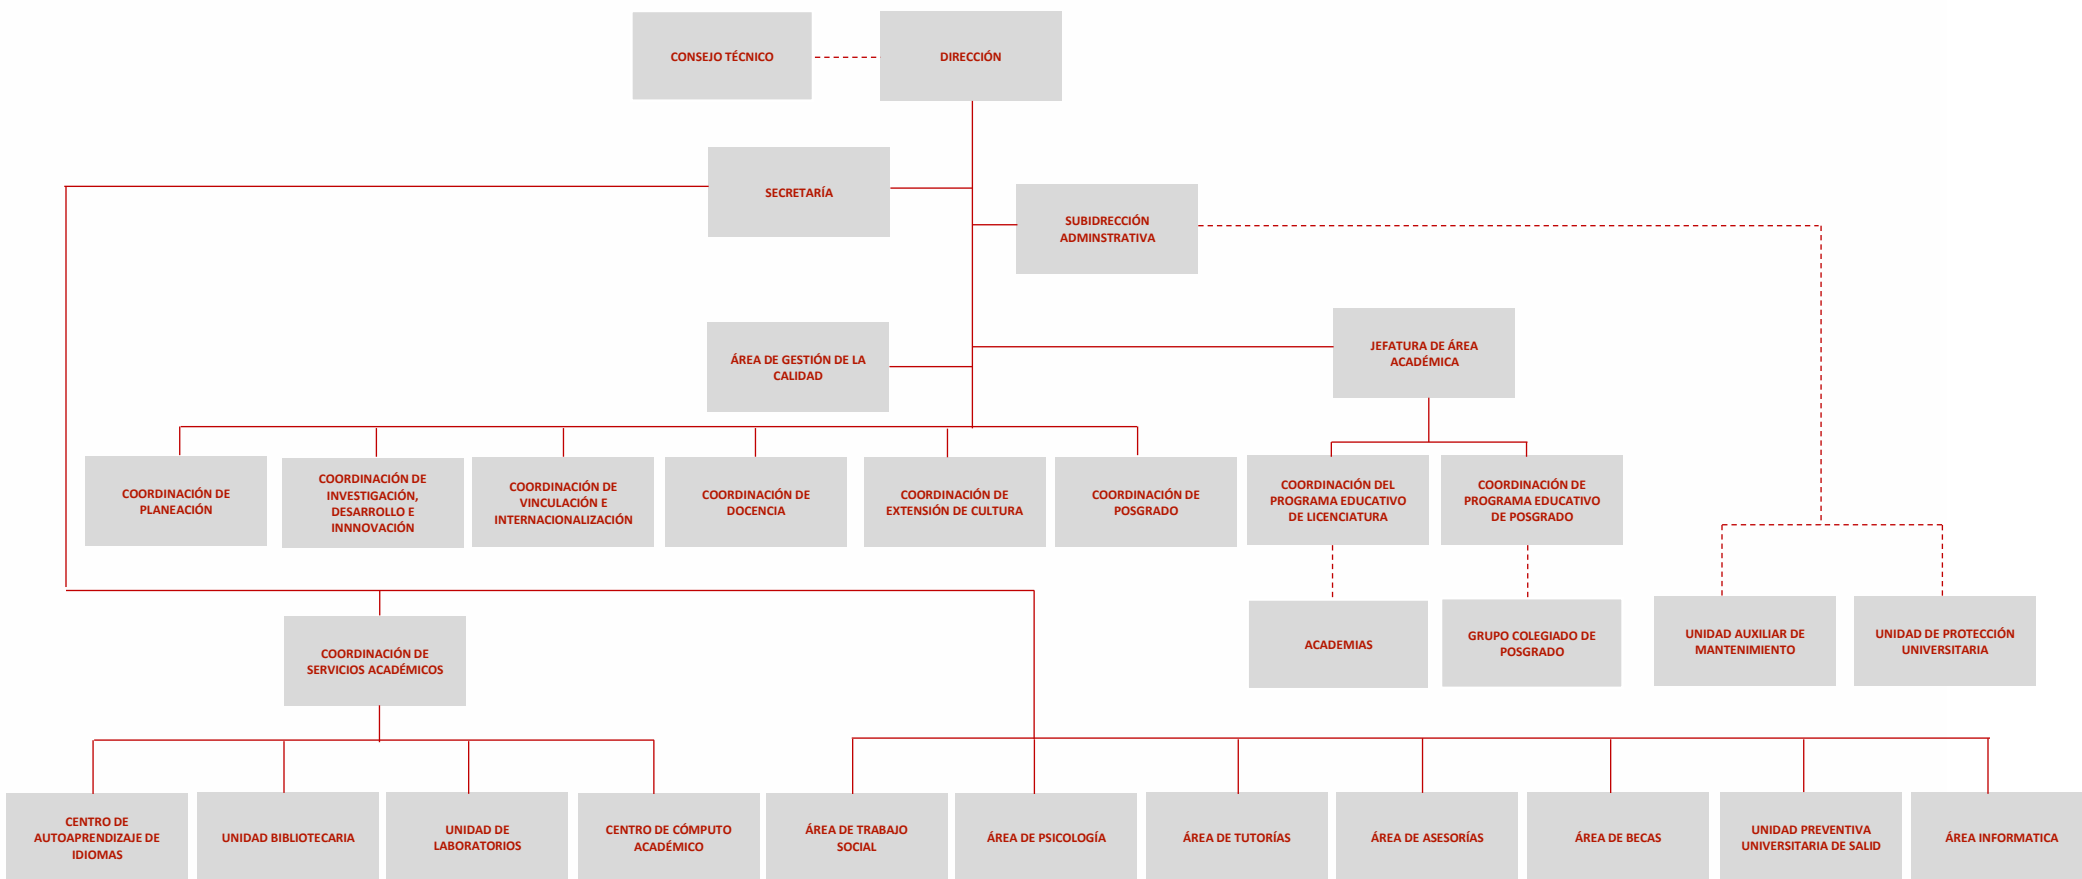 CONSEJO TÉCNICO
DIRECCIÓN
SECRETARÍA
SUBIDRECCIÓN
ADMINSTRATIVA
ÁREA DE GESTIÓN DE LA
CALIDAD
JEFATURA DE ÁREA
ACADÉMICA
COORDINACIÓN DE
PLANEACIÓN
COORDINACIÓN DE
INVESTIGACIÓN,
DESARROLLO E
INNNOVACIÓN
COORDINACIÓN DE
VINCULACIÓN E
INTERNACIONALIZACIÓN
COORDINACIÓN DE
DOCENCIA
COORDINACIÓN DE
EXTENSIÓN DE CULTURA
COORDINACIÓN DE
POSGRADO
COORDINACIÓN DEL
PROGRAMA EDUCATIVO
DE LICENCIATURA
COORDINACIÓN DE
PROGRAMA EDUCATIVO
DE POSGRADO
ACADEMIAS
GRUPO COLEGIADO DE
POSGRADO
UNIDAD AUXILIAR DE
MANTENIMIENTO
UNIDAD DE PROTECCIÓN
UNIVERSITARIA
COORDINACIÓN DE
SERVICIOS ACADÉMICOS
CENTRO DE
AUTOAPRENDIZAJE DE
IDIOMAS
UNIDAD BIBLIOTECARIA
UNIDAD DE
LABORATORIOS
CENTRO DE CÓMPUTO
ACADÉMICO
ÁREA DE TRABAJO
SOCIAL
ÁREA DE PSICOLOGÍA
ÁREA DE TUTORÍAS
ÁREA DE ASESORÍAS
ÁREA DE BECAS
UNIDAD PREVENTIVA
UNIVERSITARIA DE SALID
ÁREA INFORMATICA